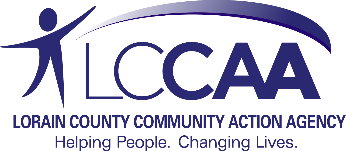 LCCAA
LORAIN COUNTY COMMUNITY ACTION AGENCY
Helping People. Changing Lives.